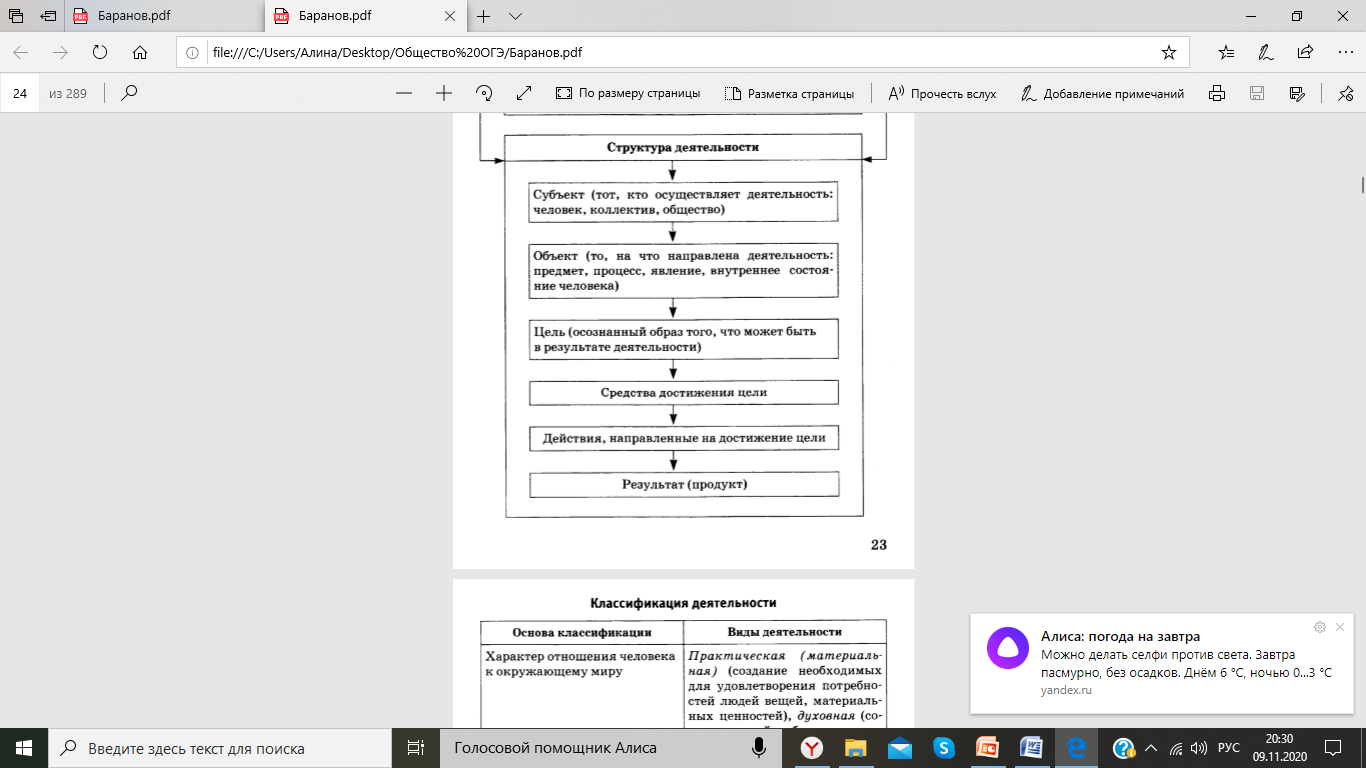 Баранов.pdf
Баранов.pdf
file:///C:/Users/Алина/Desktop/Общество%20ОГЭ/Баранов.pdf
24 из 289
По размеру страницы
Разметка страницы
Прочесть вслух
Добавление примечаний
Структура деятельности
Субъект (тот, кто осуществляет деятельность:
человек, коллектив, общество)
Объект (то, на что направлена деятельность:
предмет, процесс, явление, внутреннее состоя-
ние человека)
Цель (осознанный образ того, что может быть
в результате деятельности)
Средства достижения цели
Действия, направленные на достижение цели
Результат (продукт)
23
Классификация деятельности
Основа классификации
Виды деятельности
Характер отношения человека
к окружающему миру
Практическая (материаль-
ная) (создание необходимых
для удовлетворения потребно-
стей людей вещей, материаль-
ных ценностей), духовная (со-
Алиса: погода на завтра
Можно делать селфи против света. Завтра
пасмурно, без осадков. Днём 6 °C, ночью 0...3 °C
yandex.ru
Введите здесь текст для поиска
Голосовой помощник Алиса
РУС
20:30
09.11.2020